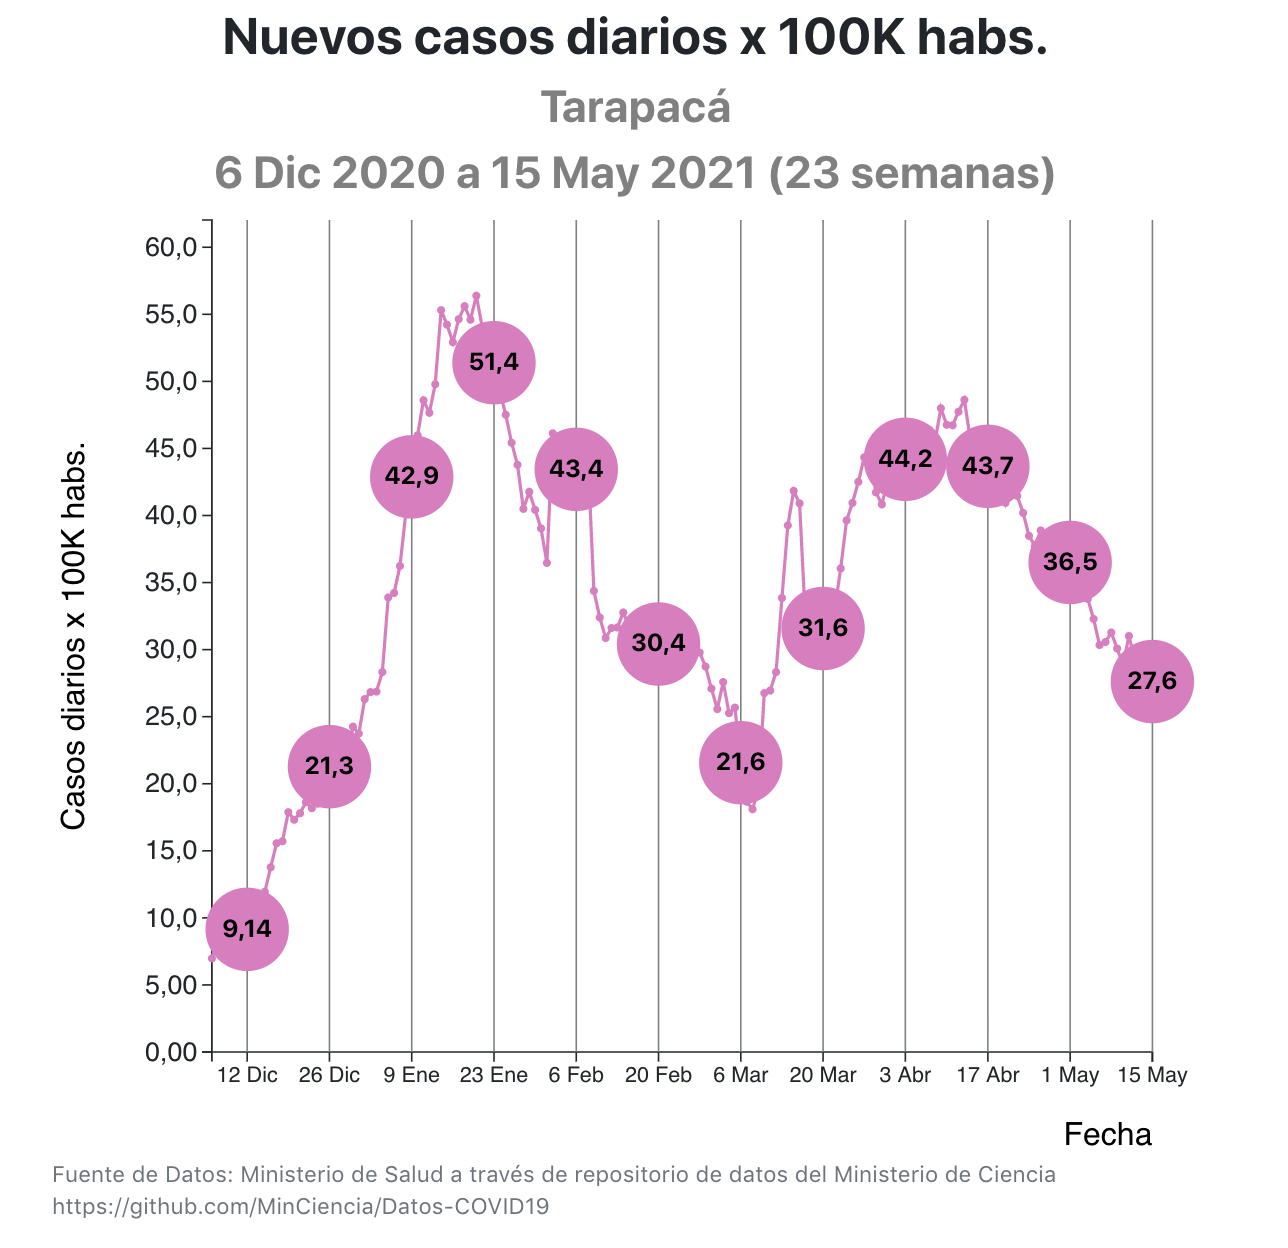 Nuevos casos diarios x 100K habs.
Tarapacá
6 Dic 2020 a 15 May 2021 (23 semanas)
Casos diarios x 100K habs.
60,0
55,0
50,0
45,0
40,0
35,0
30,0
25,0
20,0
15,0
10,0
5,00
0,00
9,14
21,3
42,9
51,4
43,4
30,4
21,6
31,6
44,2
43,7
36,5
27,6
12 Dic
26 Dic
9 Ene
23 Ene
6 Feb
20 Feb
6 Mar
20 Mar
3 Abr
17 Abr
1 May
15 May
Fecha
Fuente de Datos: Ministerio de Salud a través de repositorio de datos del Ministerio de Ciencia
https://github.com/MinCiencia/Datos-COVID19